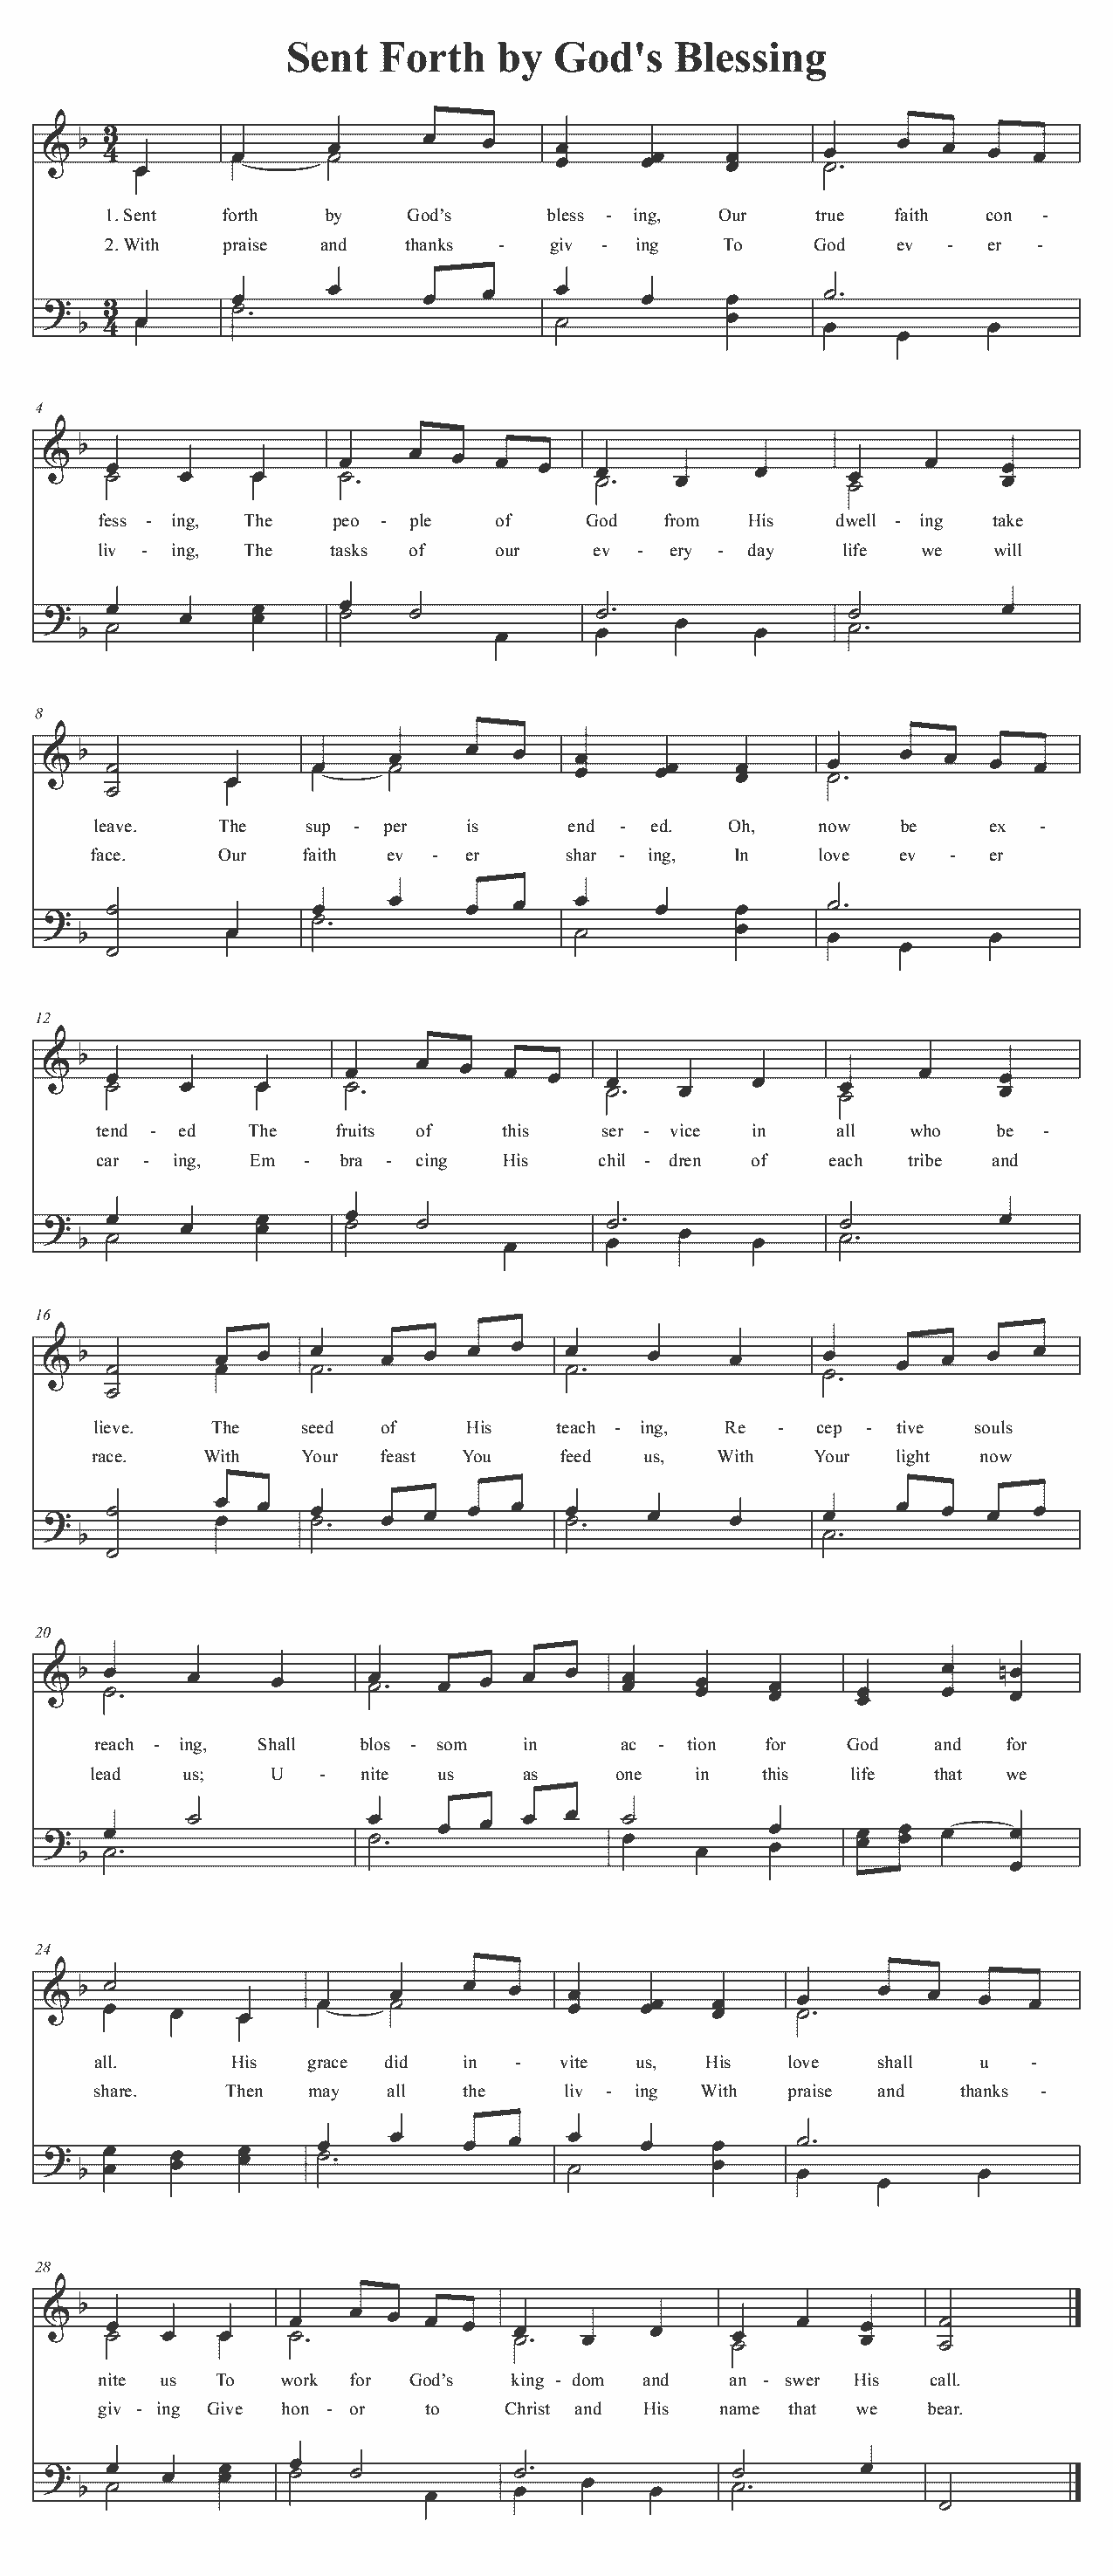 Sent Forth by God's Blessing
3 4
1. Sent forth by God’s bless - ing, Our true faith con -
2. With praise and thanks - giv - ing To God ev - er -
3 4
4
fess - ing, The peo - ple of God from His dwell - ing take
liv - ing, The tasks of our ev - ery - day life we will
8
leave. The sup - per is end - ed. Oh, now be ex -
face. Our faith ev - er shar - ing, In love ev - er
12
tend - ed The fruits of this ser - vice in all who be -
car - ing, Em - bra - cing His chil - dren of each tribe and
16
lieve. The seed of His teach - ing, Re - cep - tive souls
race. With Your feast You feed us, With Your light now
20
reach - ing, Shall blos - som in ac - tion for God and for
lead us; U - nite us as one in this life that we
24
all. His grace did in - vite us, His love shall u -
share. Then may all the liv - ing With praise and thanks -
28
nite us To work for God’s king - dom and an - swer His call.
giv - ing Give hon - or to Christ and His name that we bear.